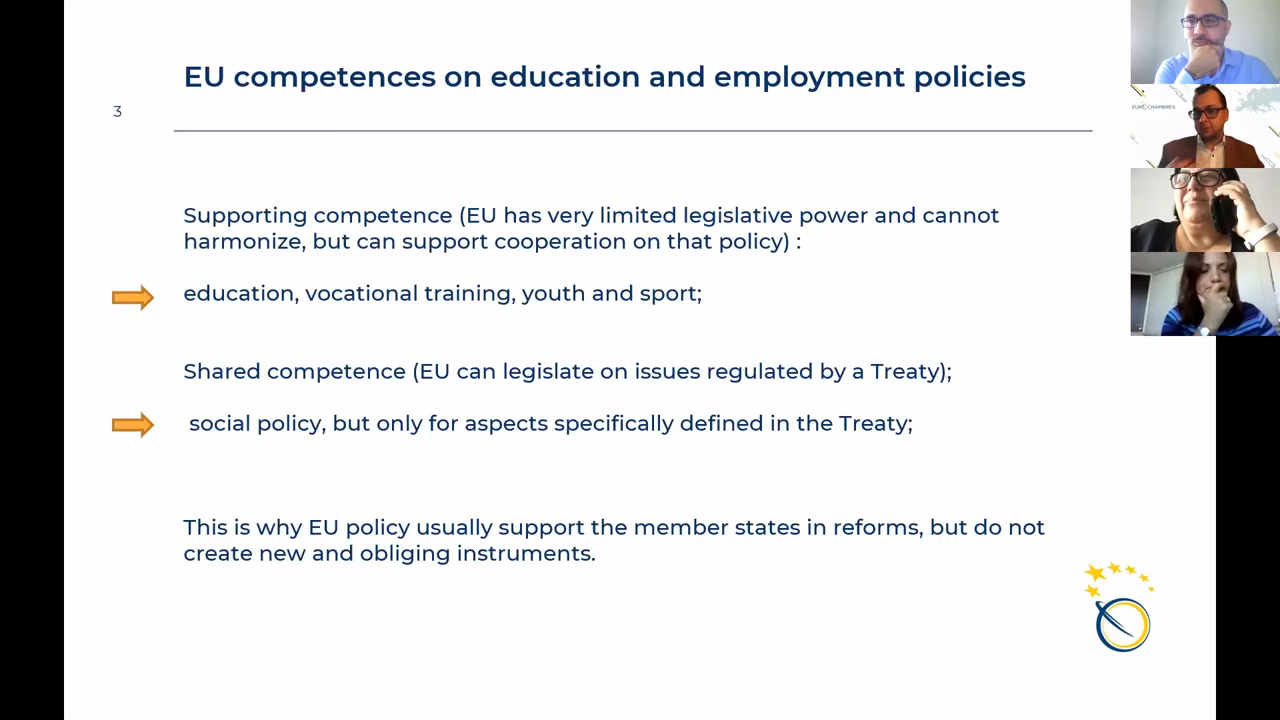 EU competences on education and employment policies
3
Supporting competence (EU has very limited legislative power and cannot
harmonize, but can support cooperation on that policy) :
education, vocational training, youth and sport;
Shared competence (EU can legislate on issues regulated by a Treaty);
social policy, but only for aspects specifically defined in the Treaty;
This is why EU policy usually support the member states in reforms, but do not
create new and obliging instruments.
EUROCHAMBRES